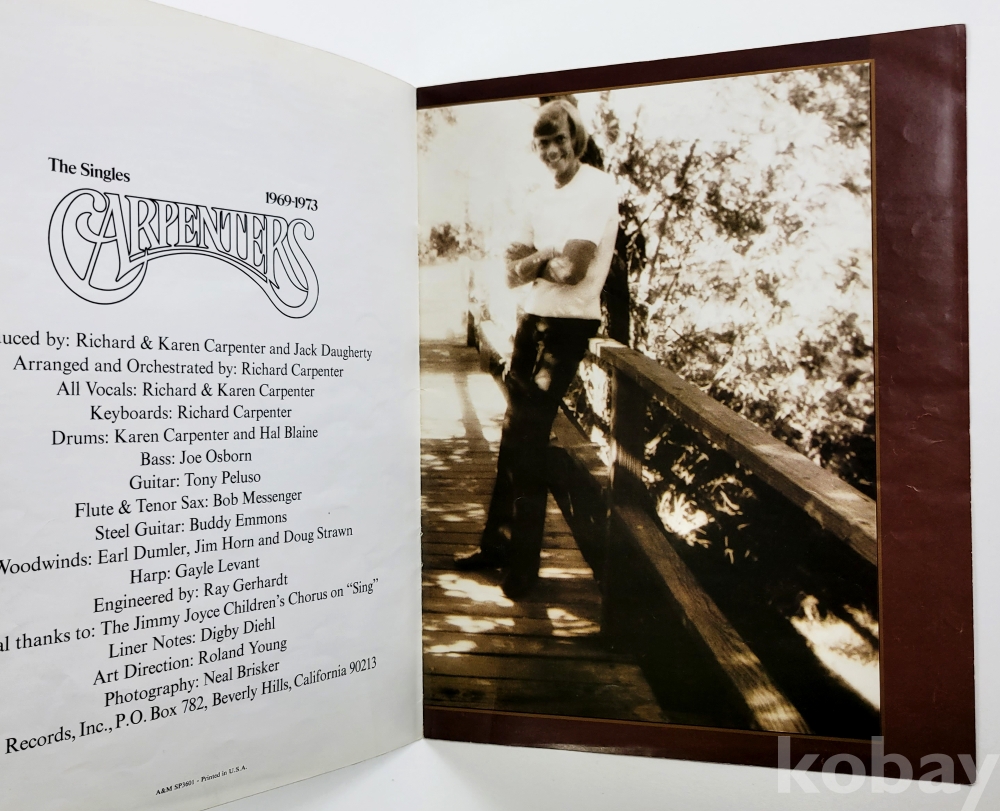 The Singles
1969-1973
CARPENTERS
uced by: Richard & Karen Carpenter and Jack Daugherty
Arranged and Orchestrated by: Richard Carpenter
All Vocals: Richard & Karen Carpenter
Keyboards: Richard Carpenter
Drums: Karen Carpenter and Hal Blaine
Bass: Joe Osborn
Guitar: Tony Peluso
Flute & Tenor Sax: Bob Messenger
Steel Guitar: Buddy Emmons
Woodwinds: Earl Dumler, Jim Horn and Doug Strawn
Harp: Gayle Levant
Engineered by: Ray Gerhardt
al thanks to: The Jimmy Joyce Children's Chorus on "Sing"
Liner Notes: Digby Diehl
Art Direction: Roland Young
Photography: Neal Brisker
Records, Inc., P.O. Box 782, Beverly Hills, California 90213
A&M SP3601 - Printed in U.S.A.
kobay